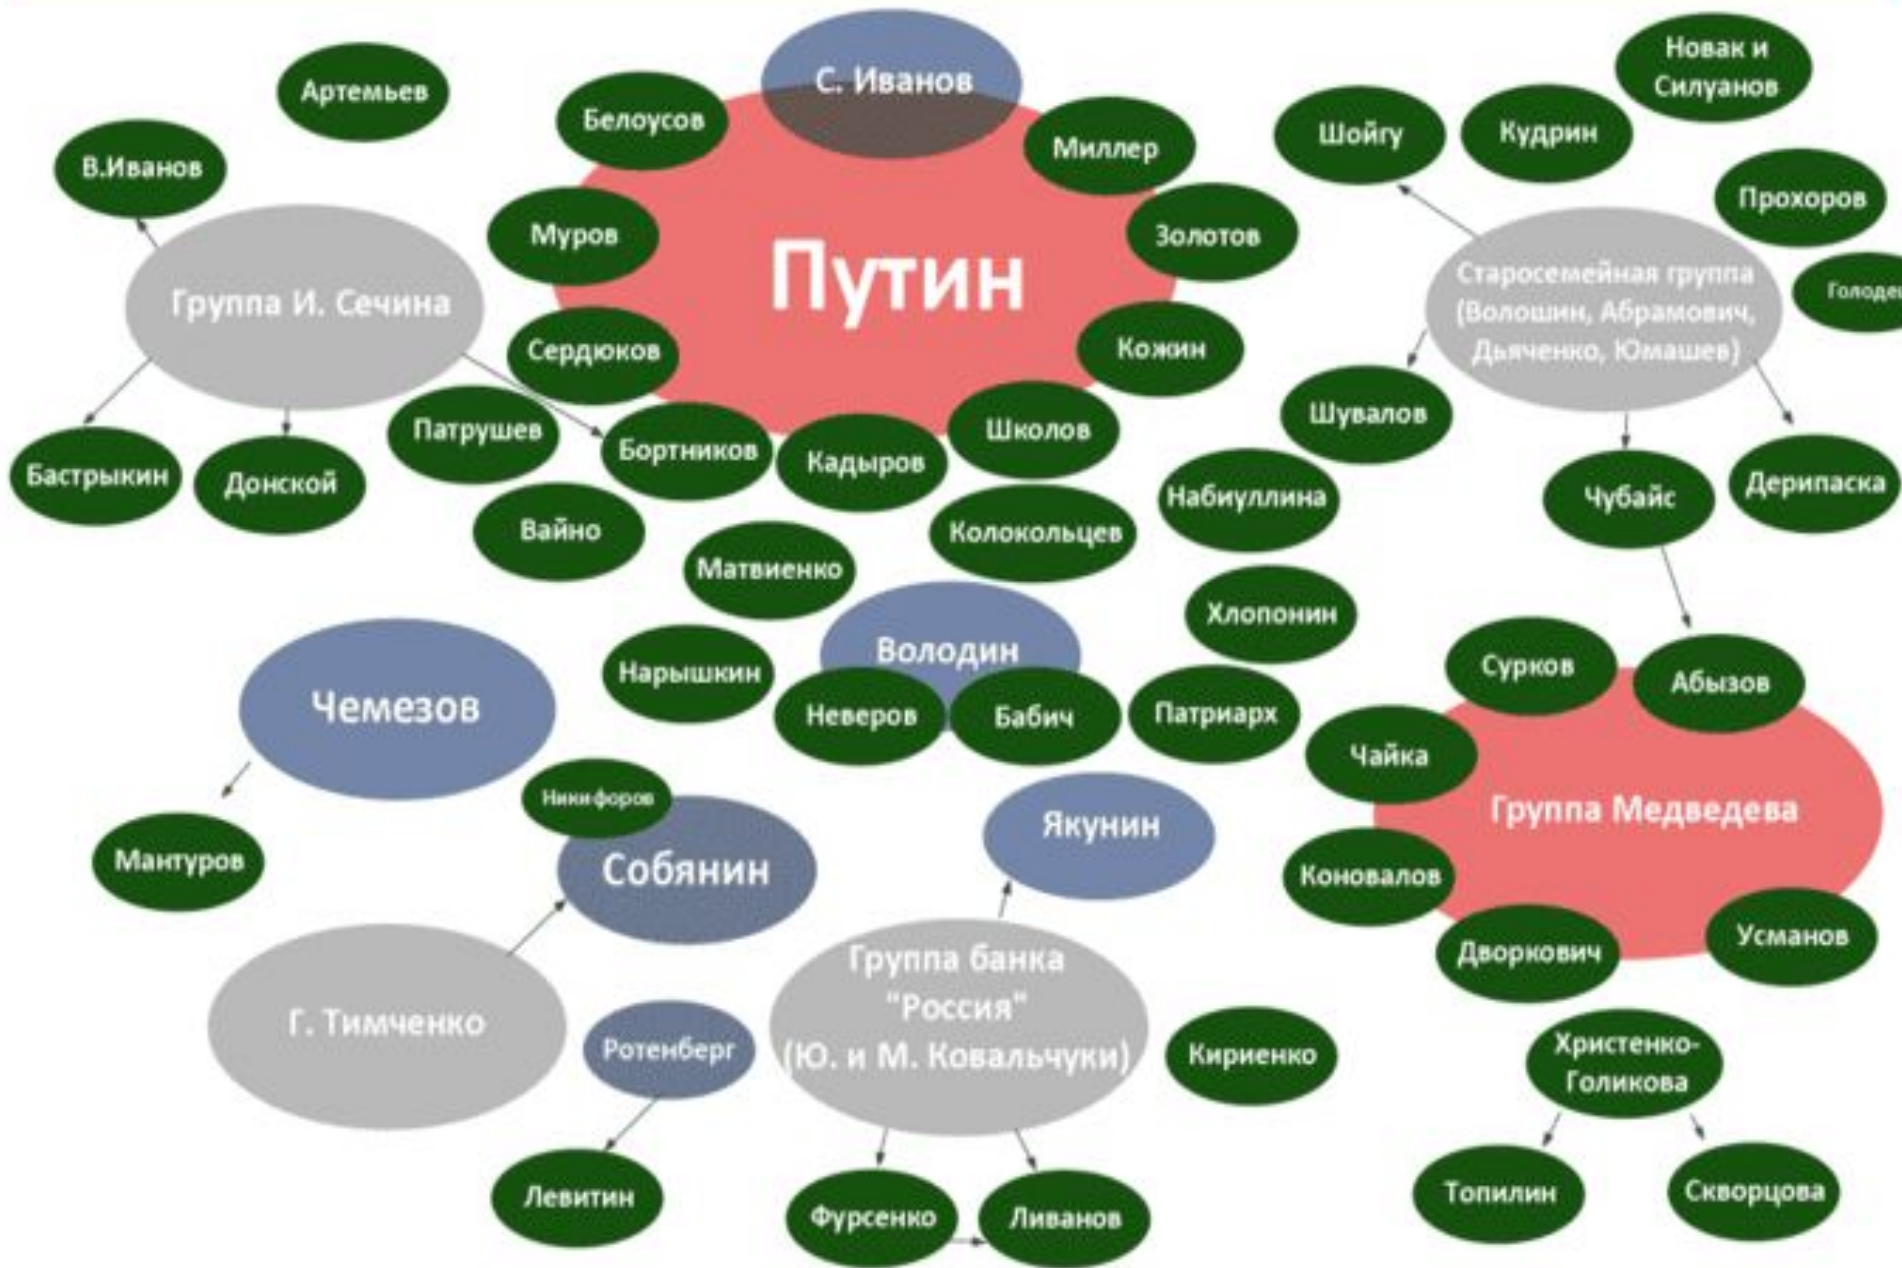 С. Иванов
Новак и
Силуанов
Артемьев
Белоусов
Миллер
Шойгу
Кудрин
В.Иванов
Прохоров
Муров
Путин
Золотов
Группа И. Сечина
Старосемейная группа
(Волошин, Абрамович,
Дьяченко, Юмашев)
Сердюков
Кожин
Патрушев
Бортников
Кадыров
Школов
Шувалов
Бастрыкин
Донской
Вайно
Колокольцев
Набиуллина
Чубайс
Дерипаска
Матвиенко
Хлопонин
Володин
Нарышкин
Неверов
Бабич
Патриарх
Сурков
Абызов
Чемезов
Чайка
Никифоров
Якунин
Группа Медведева
Мантуров
Собянин
Коновалов
Дворкович
Усманов
Г. Тимченко
Ротенберг
Группа банка
"Россия"
(Ю. и М. Ковальчуки)
Кириенко
Христенко-
Голикова
Левитин
Фурсенко
Ливанов
Топилин
Скворцова